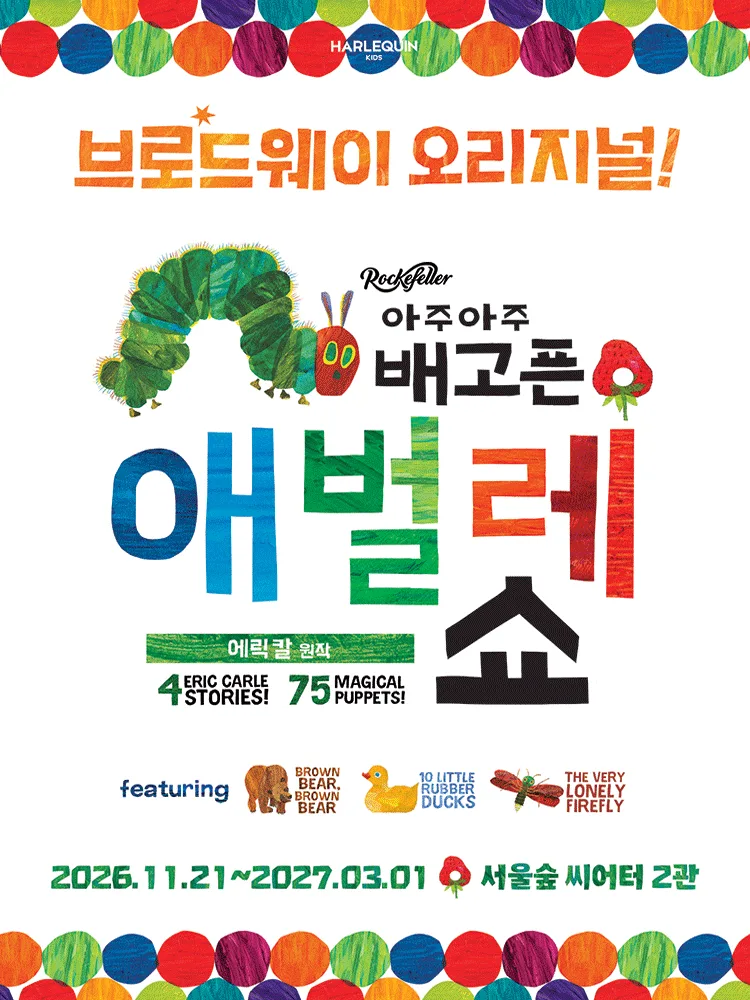 HARLEQUIN
KIDS
브로드웨이 오리지널!
Rockefeller
아주아주
배고픈
애벌레
쇼
에릭 칼 원작
4 ERIC CARLE STORIES! 75 MAGICAL PUPPETS!
featuring
BROWN
BEAR,
BROWN
BEAR
10 LITTLE
RUBBER
DUCKS
THE VERY
LONELY
FIREFLY
2026.11.21~2027.03.01 서울숲 씨어터 2관